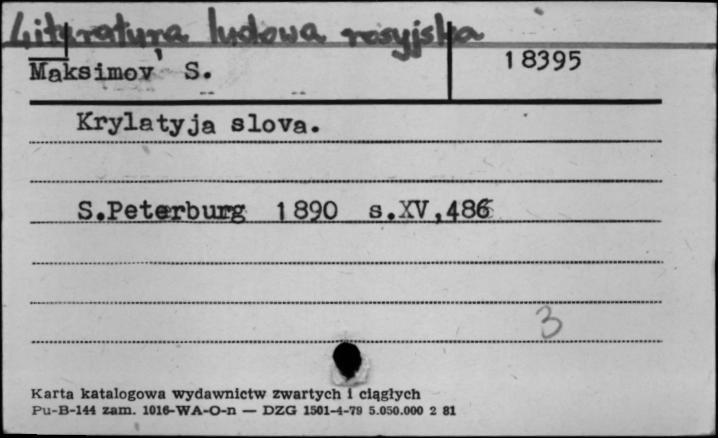 Literatura ludowa rosyjska
Maksimov' S.
18395
Krylatyja slova.
S.Peterburg 1890 s.XV,486
3
Karta katalogowa wydawnictw zwartych i ciągłych
Pu-B-144 zam. 1016-WA-O-n — DZG 1501-4-79 5.050.000 2 81